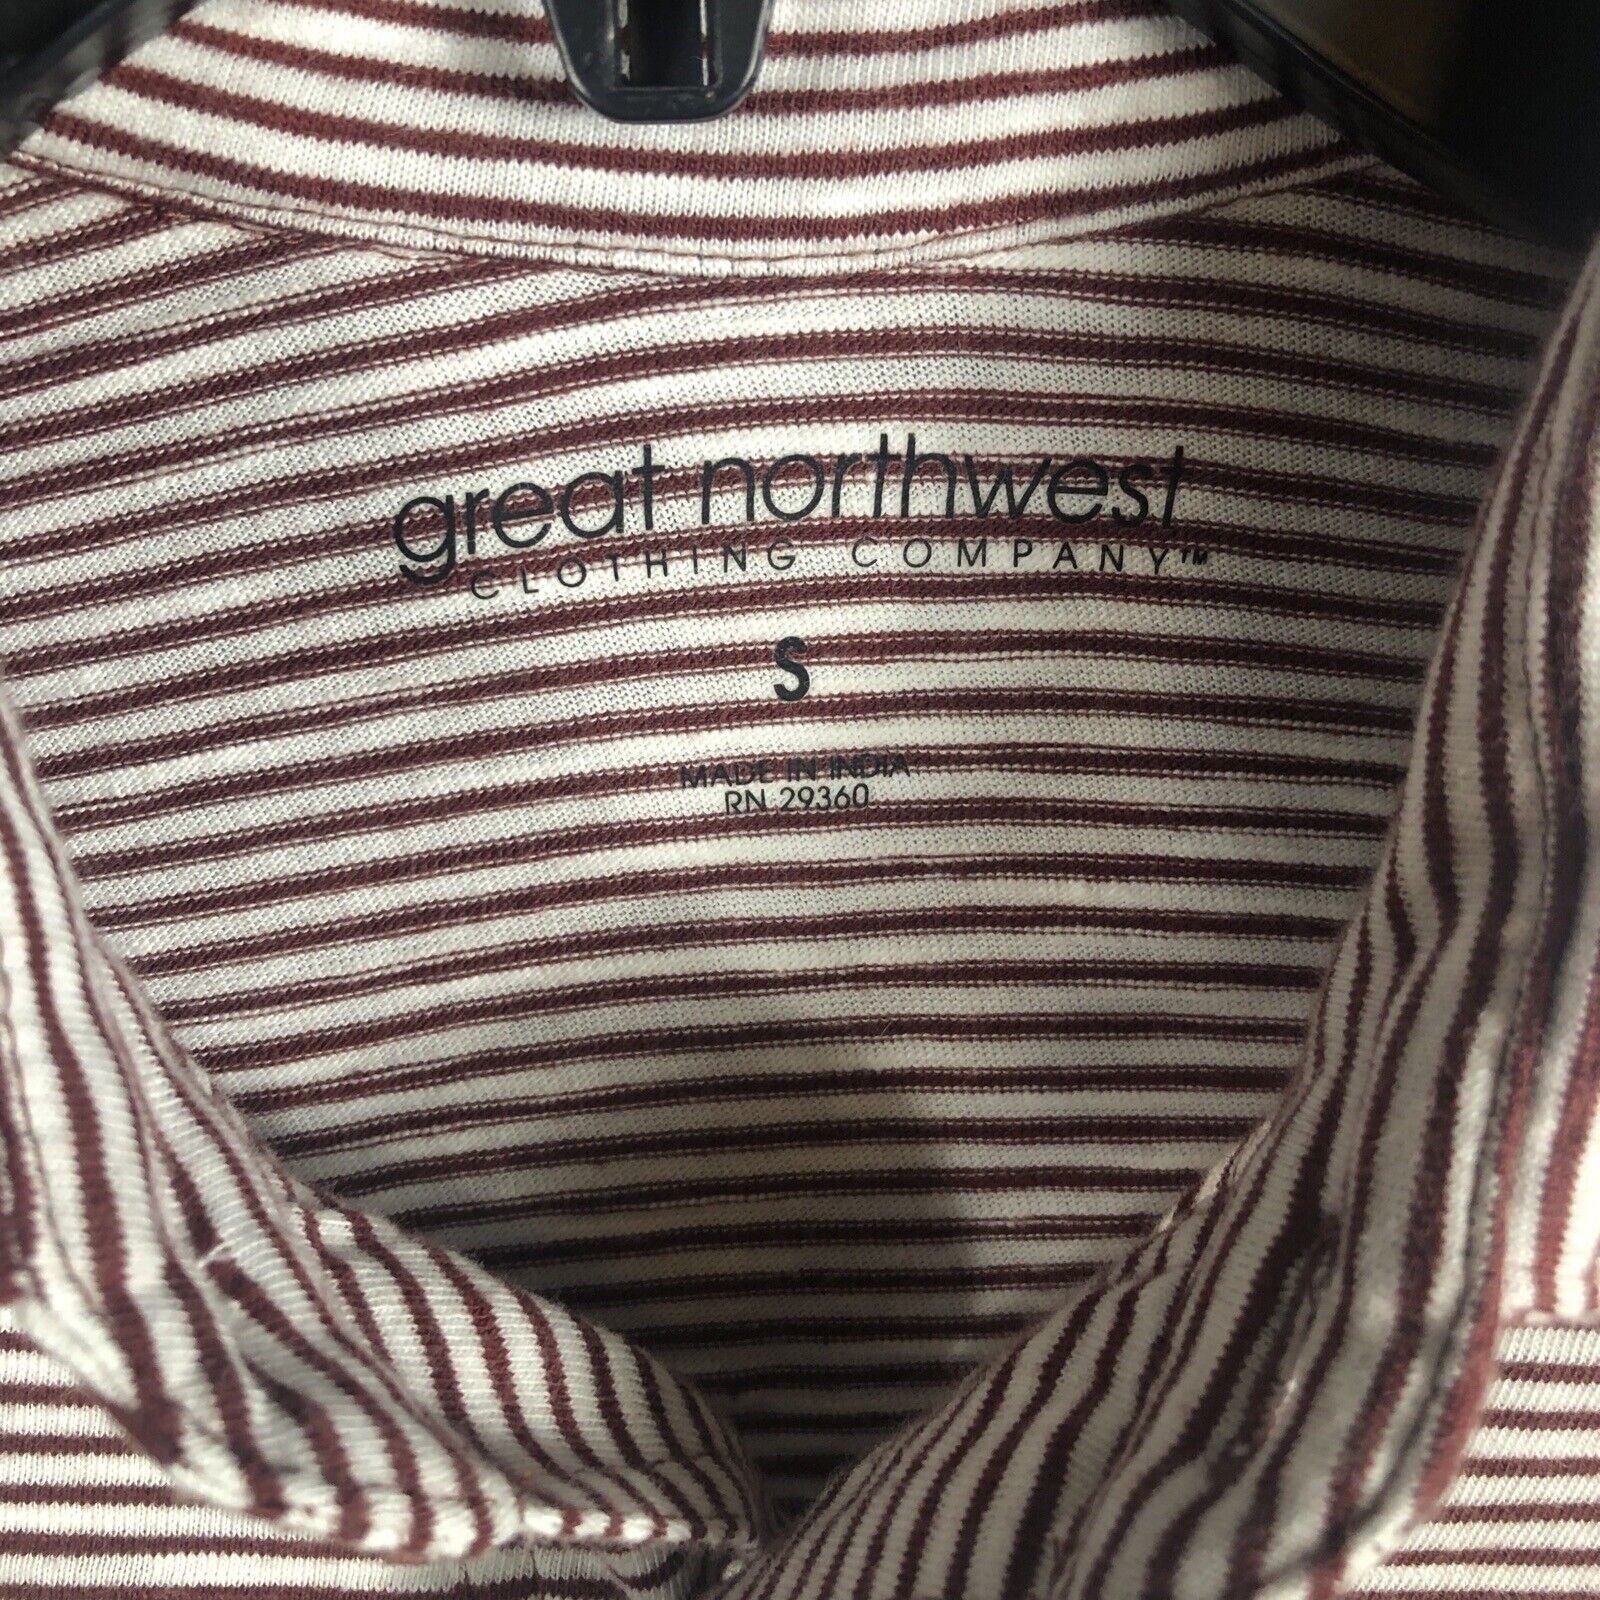 great northwest
CLOTHING COMPANY™
S
MADE IN INDIA
RN 29360